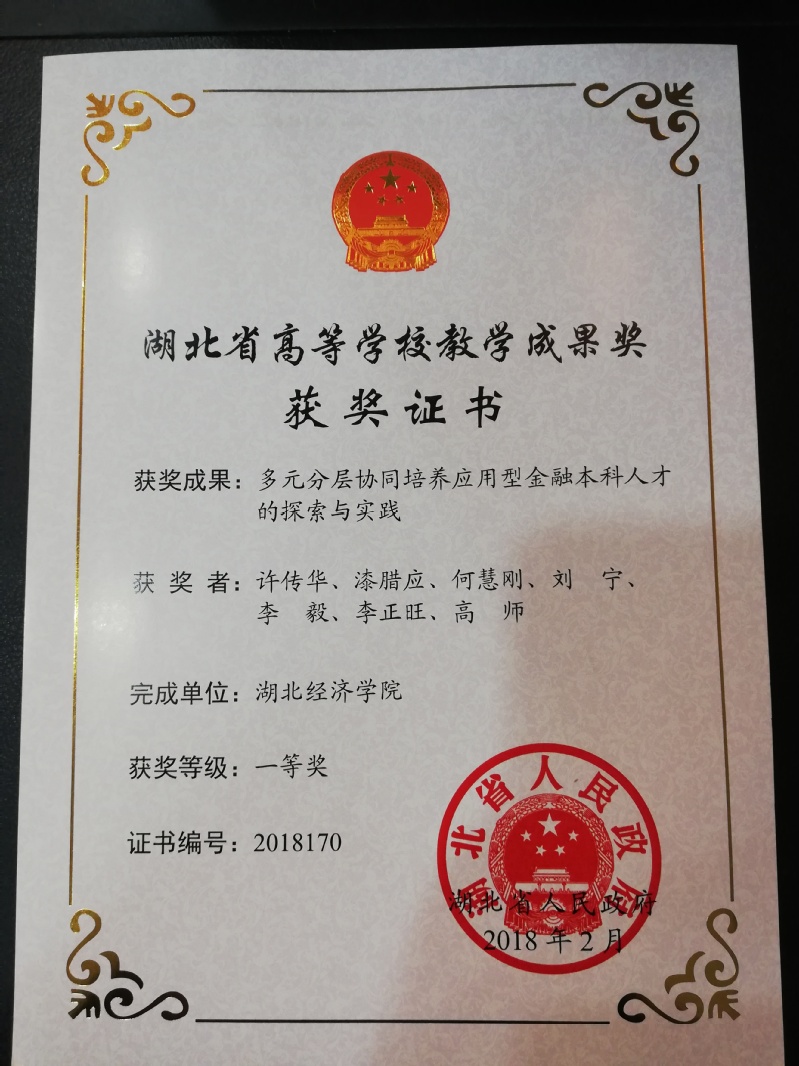 湖北省高等学校教学成果奖
获奖证书
获奖成果：多元分层协同培养应用型金融本科人才
的探索与实践
获奖者：许传华、漆腊应、何慧刚、刘　宁、
李　毅、李正旺、高　师
完成单位：湖北经济学院
获奖等级：一等奖
证书编号：2018170
湖北省人民政府
湖北省人民政府
2018年2月